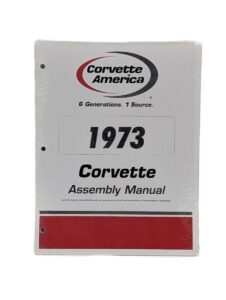 Corvette
America
6 Generations. 1 Source.
1973
Corvette
Assembly Manual